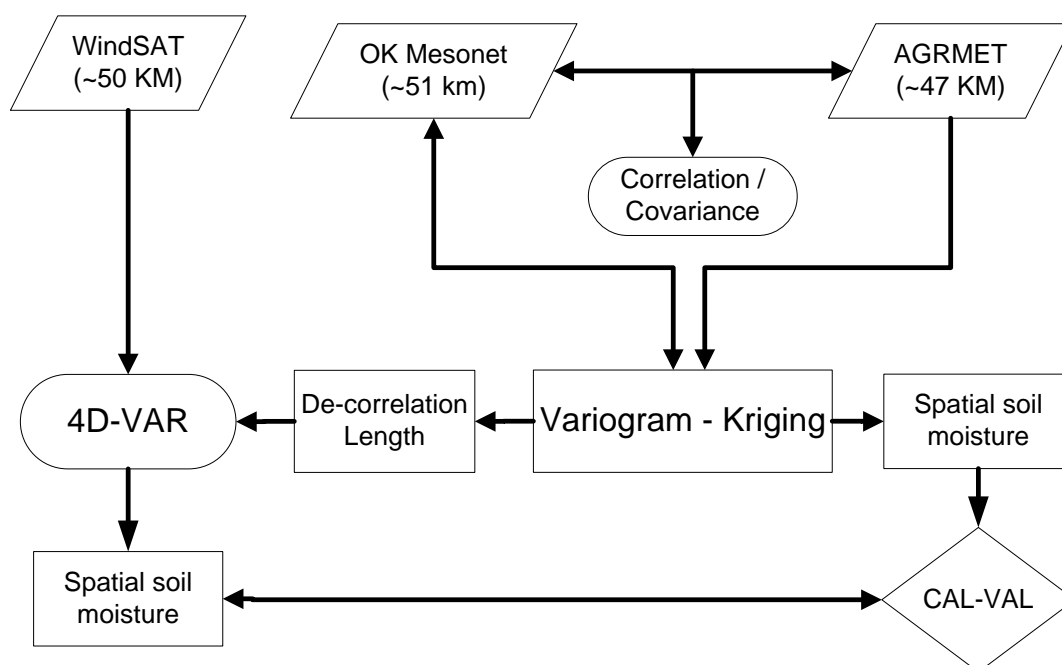 WindSAT
(~50 KM)
OK Mesonet
(~51 km)
AGRMET
(~47 KM)
Correlation /
Covariance
4D-VAR
De-correlation
Length
Variogram - Kriging
Spatial soil
moisture
Spatial soil
moisture
CAL-VAL